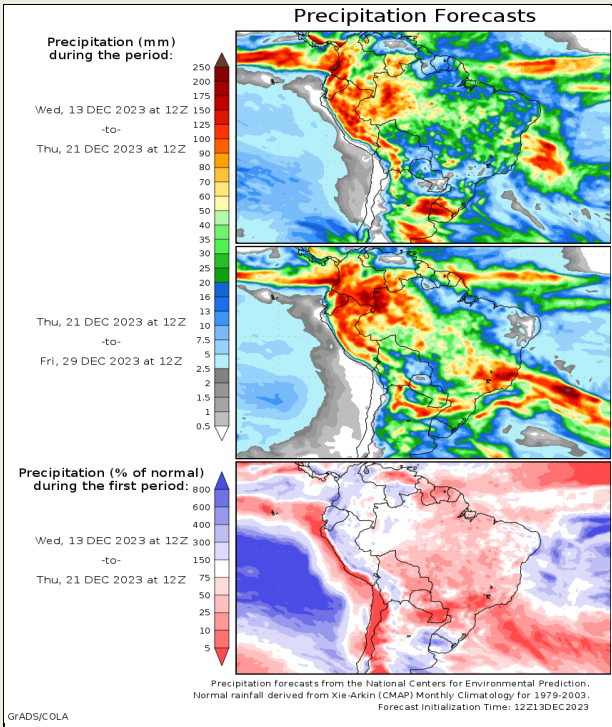 Precipitation Forecasts
Precipitation (mm)
during the period:
Wed, 13 DEC 2023 at 12Z
-to-
Thu, 21 DEC 2023 at 12Z
250
200
175
150
125
100
90
80
70
60
50
40
35
30
25
20
16
13
10
7.5
5
2.5
2
1.5
1
0.5
Thu, 21 DEC 2023 at 12Z
-to-
Fri, 29 DEC 2023 at 12Z
Precipitation (% of normal)
during the first period:
Wed, 13 DEC 2023 at 12Z
-to-
Thu, 21 DEC 2023 at 12Z
800
600
400
300
150
75
50
25
10
5
Precipitation forecasts from the National Centers for Environmental Prediction.
Normal rainfall derived from Xie-Arkin (CMAP) Monthly Climatology for 1979-2003.
Forecast Initialization Time: 12Z13DEC2023
GrADS/COLA